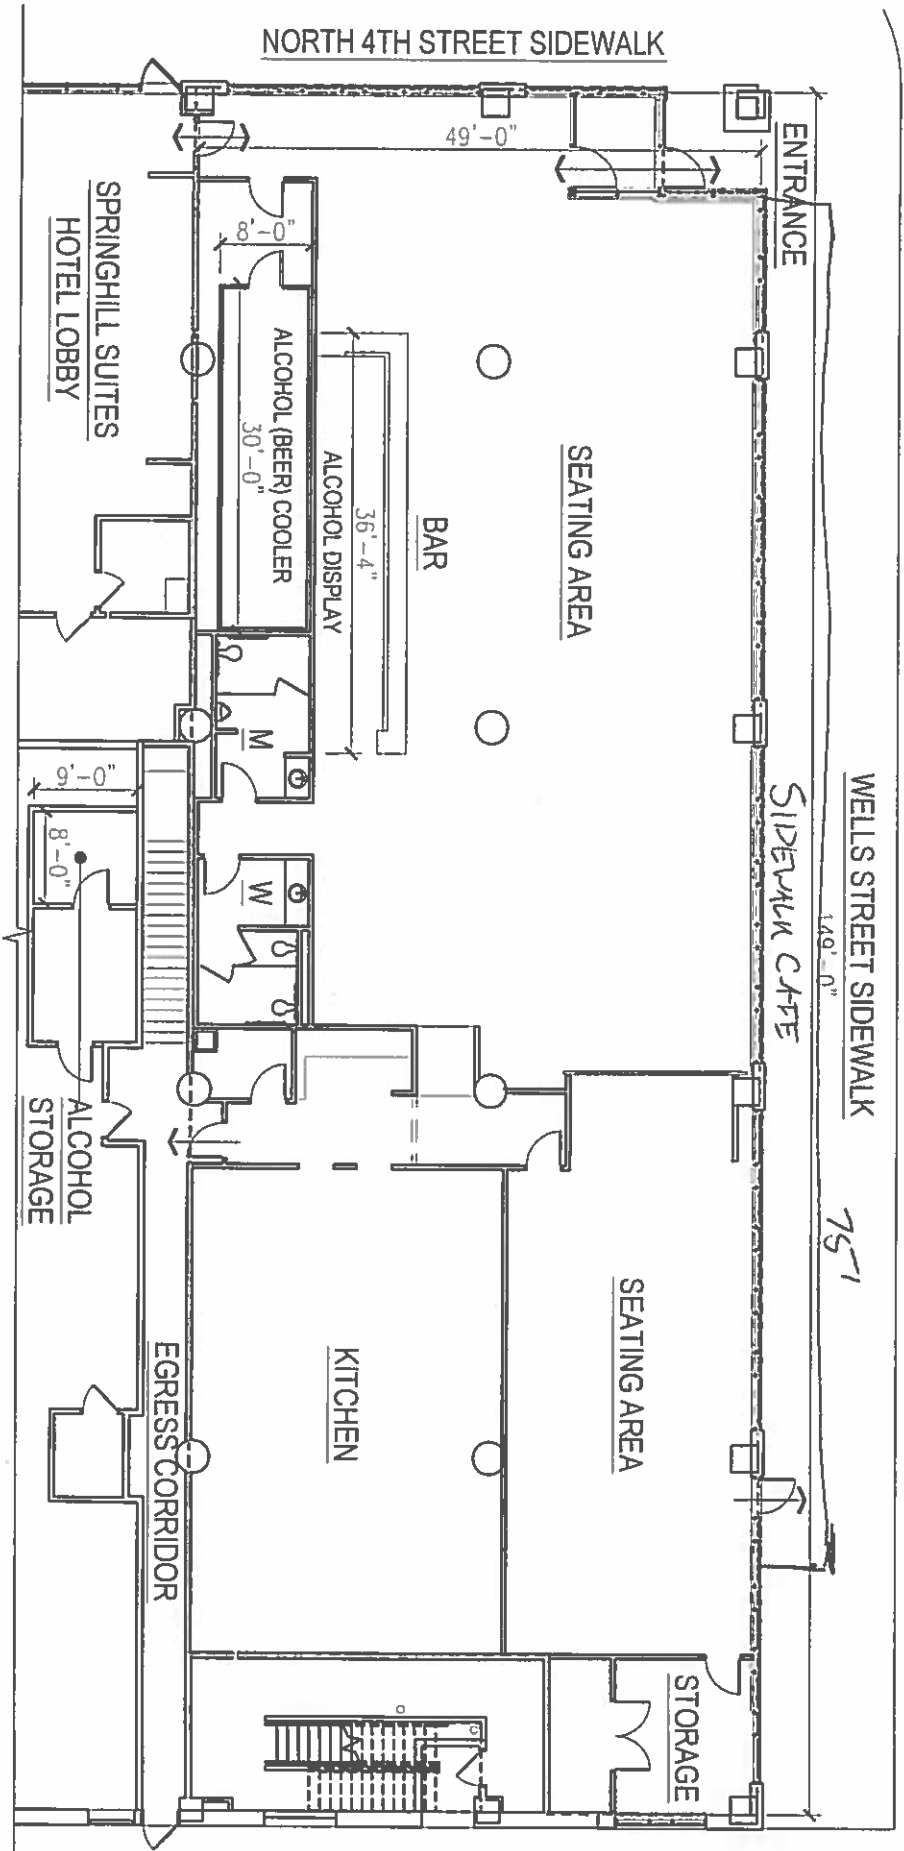 NORTH 4TH STREET SIDEWALK
ENTRANCE
49'-0"
SPRINGHILL SUITES
HOTEL LOBBY
8'-0"
ALCOHOL (BEER) COOLER
30'-0"
ALCOHOL DISPLAY
36'-4"
BAR
SEATING AREA
WELLS STREET SIDEWALK
149'-0"
SIDEWALK CAFE
75'
M
W
9'-0"
8'-0"
ALCOHOL
STORAGE
EGRESS CORRIDOR
KITCHEN
SEATING AREA
STORAGE